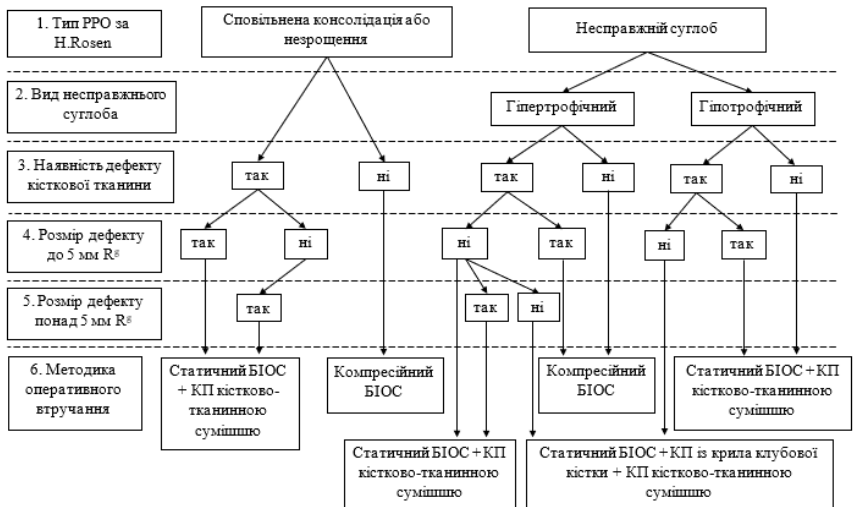 1. Тип РРО за
H.Rosen
Сповільнена консолідація або
незрощення
Несправжній суглоб
2. Вид несправжнього
суглоба
Гіпертрофічний
Гіпотрофічний
3. Наявність дефекту
кісткової тканини
так
ні
так
ні
так
ні
4. Розмір дефекту
до 5 мм Rg
так
ні
ні
так
ні
так
5. Розмір дефекту
понад 5 мм Rg
так
так
ні
6. Методика
оперативного
втручання
Статичний БІОС
+ КП кістково-
тканинною
сумішшю
Компресійний
БІОС
Компресійний
БІОС
Статичний БІОС + КП
кістково-тканинною
сумішшю
Статичний БІОС + КП
кістково-тканинною
сумішшю
Статичний БІОС + КП із крила клубової
кістки + КП кістково-тканинною
сумішшю